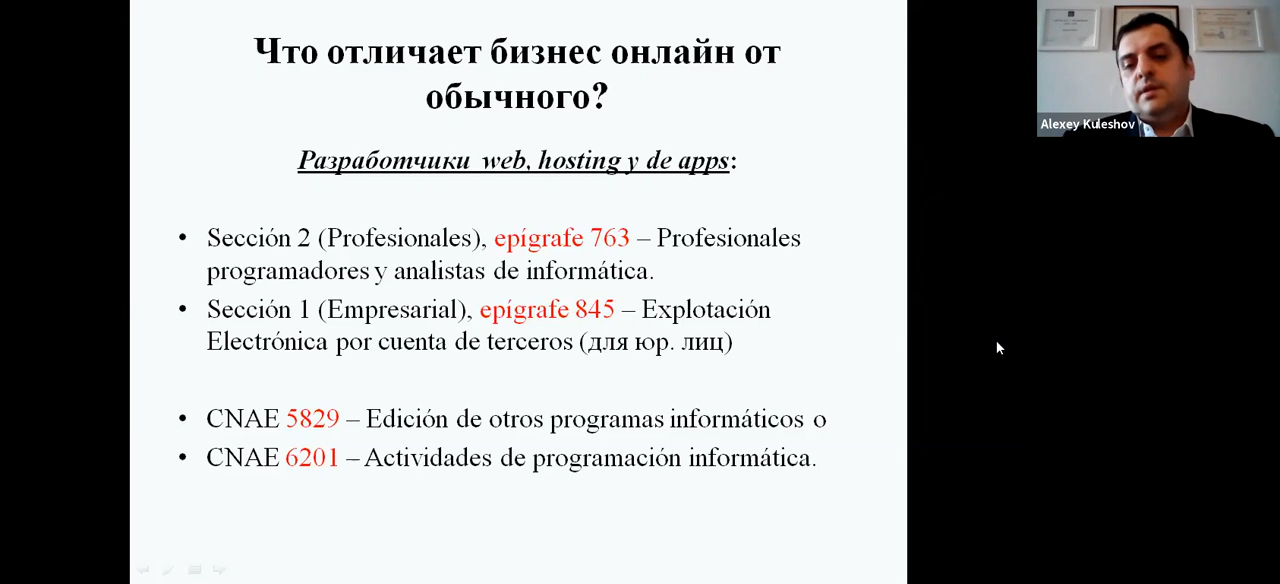 Что отличает бизнес онлайн от
обычного?
Разработчики web, hosting y de apps:
• Sección 2 (Profesionales), epígrafe 763 – Profesionales
programadores y analistas de informática.
• Sección 1 (Empresarial), epígrafe 845 – Explotación
Electrónica por cuenta de terceros (для юр. лиц)
• CNAE 5829 – Edición de otros programas informáticos o
• CNAE 6201 – Actividades de programación informática.
Alexey Kuleshov